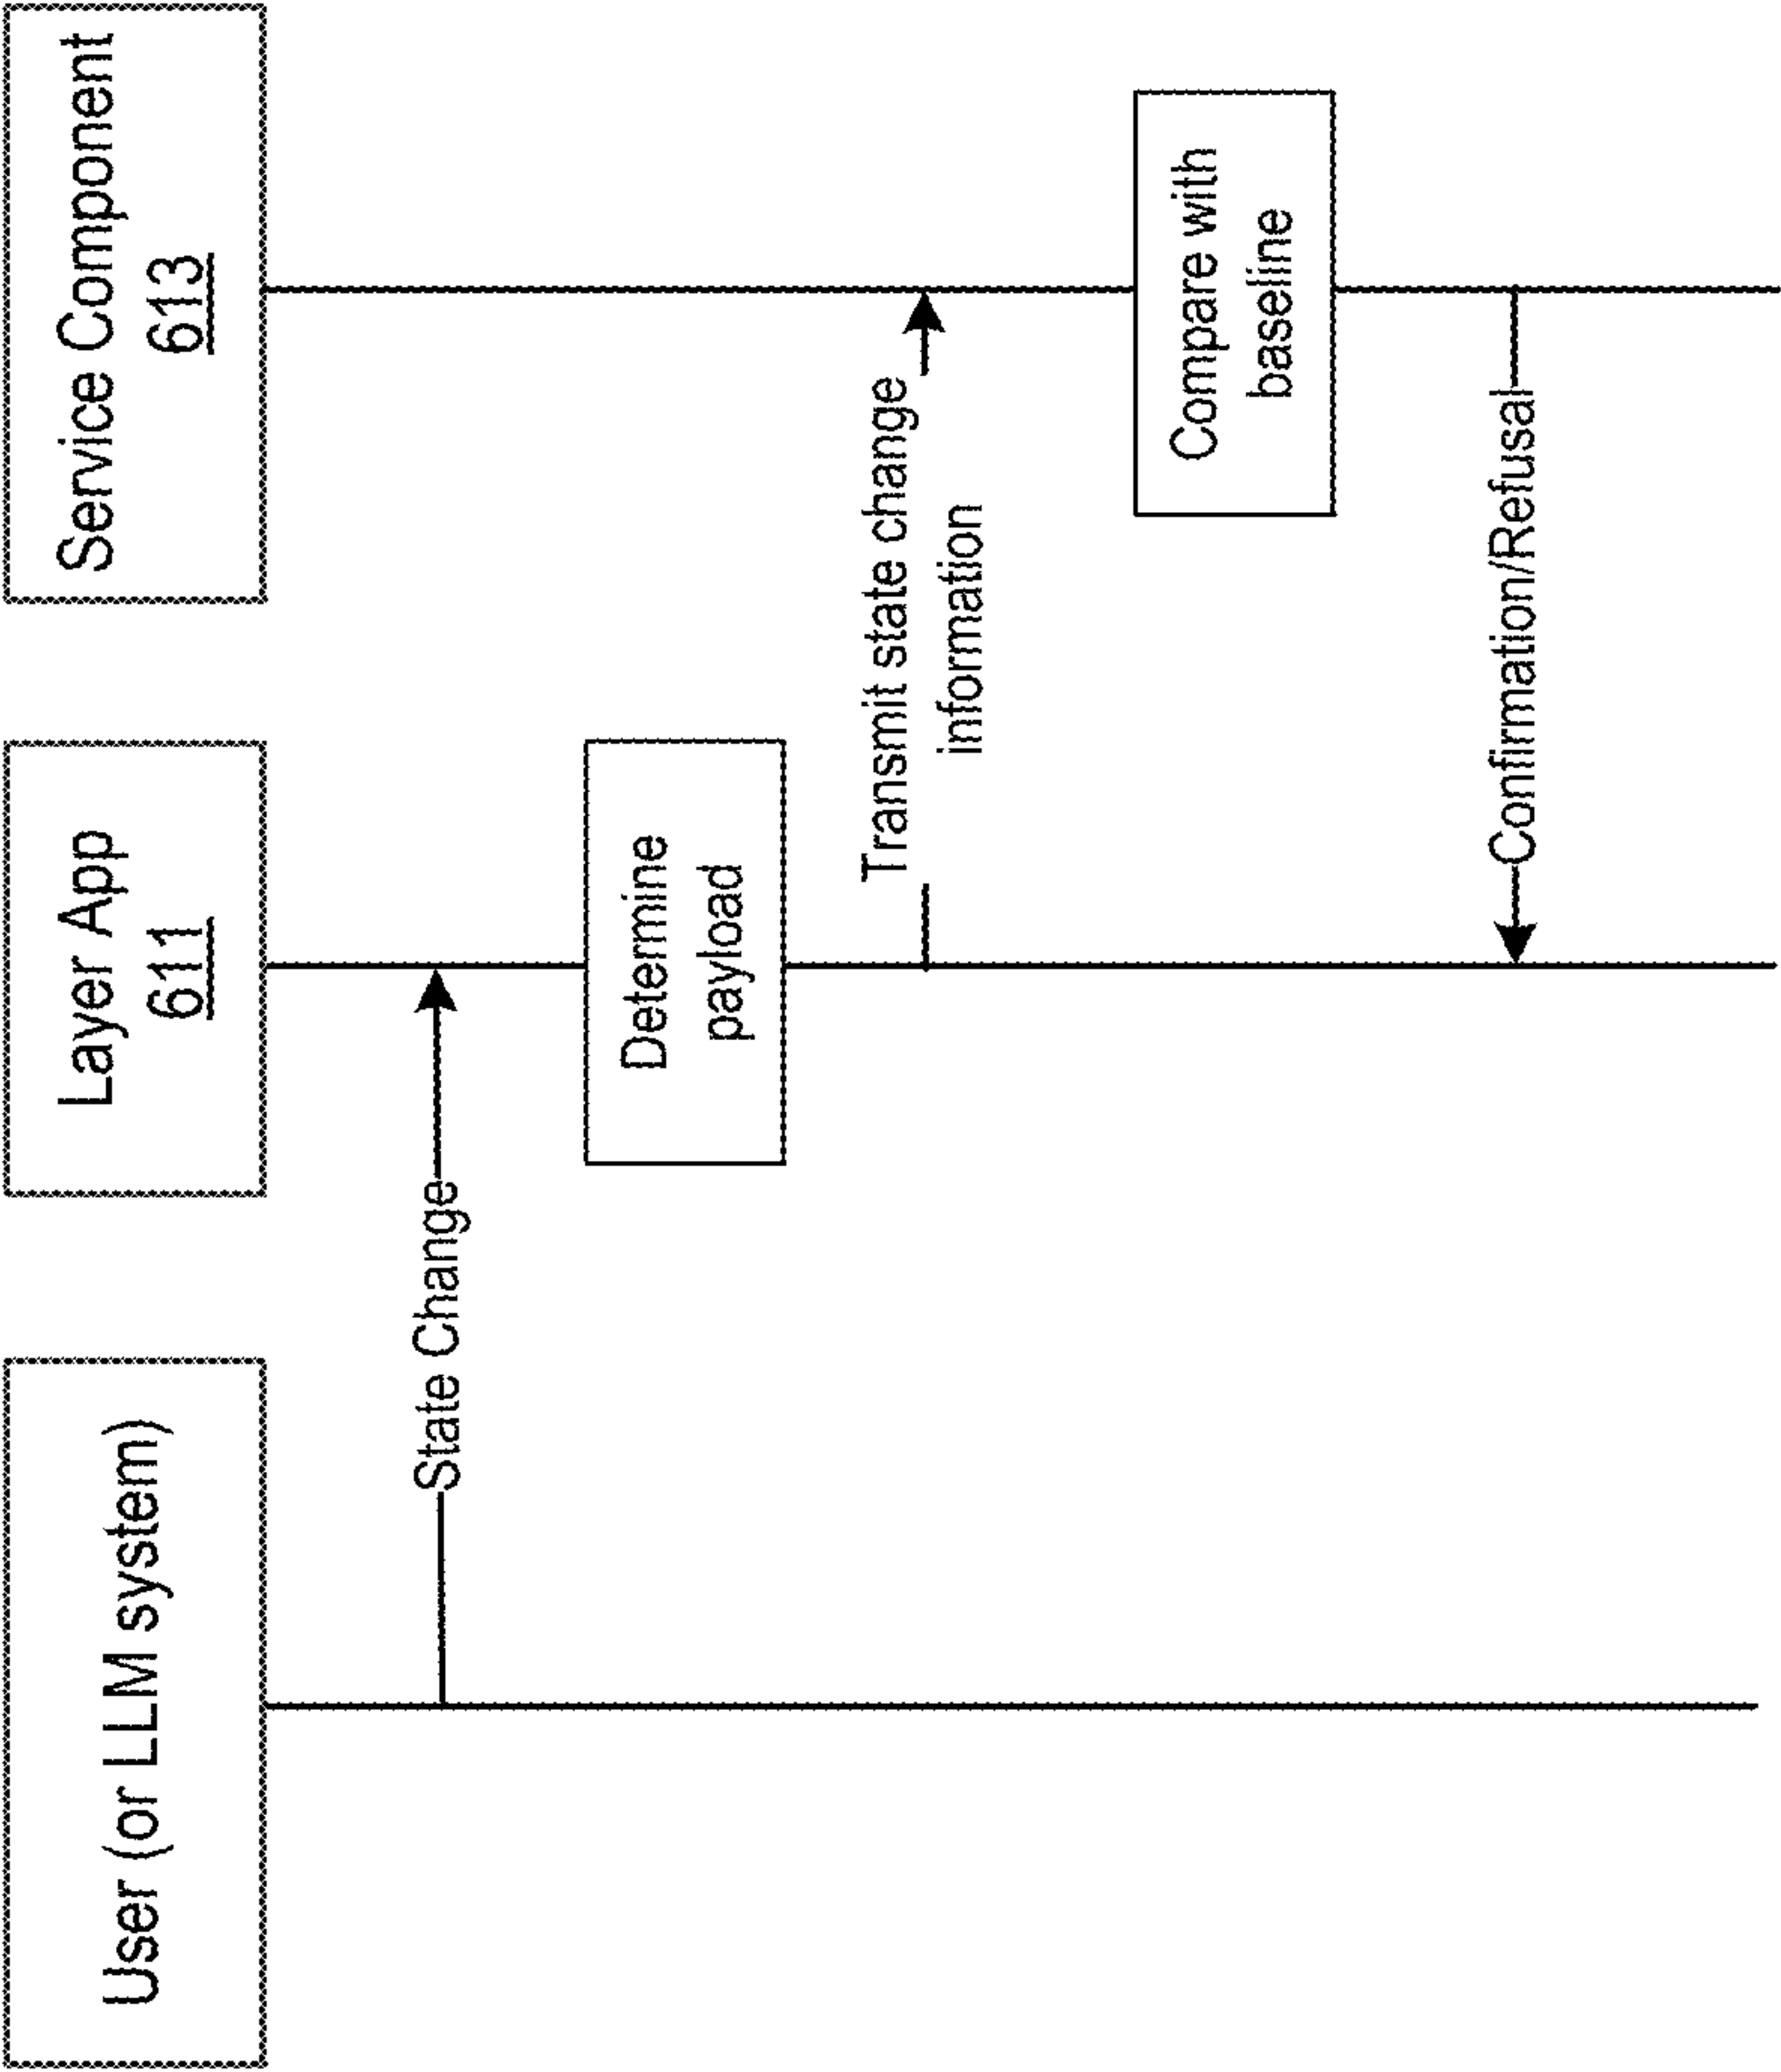 User (or LLM system)
Layer App
611
Service Component
613
State Change
Determine
payload
Transmit state change
information
Compare with
baseline
Confirmation/Refusal